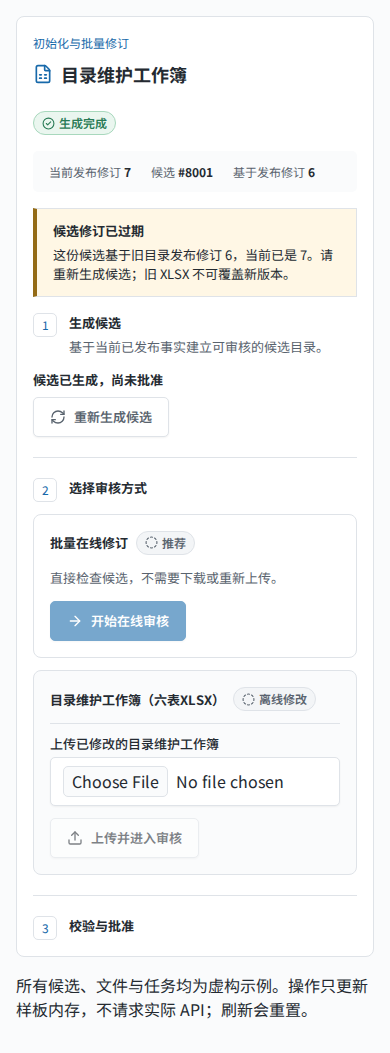 初始化与批量修订
目录维护工作簿
生成完成
当前发布修订 7 候选 #8001 基于发布修订 6
候选修订已过期
这份候选基于旧目录发布修订 6，当前已是 7。请
重新生成候选；旧 XLSX 不可覆盖新版本。
1 生成候选
基于当前已发布事实建立可审核的候选目录。
候选已生成，尚未批准
重新生成候选
2 选择审核方式
批量在线修订 推荐
直接检查候选，不需要下载或重新上传。
开始在线审核
目录维护工作簿（六表XLSX） 离线修改
上传已修改的目录维护工作簿
Choose File No file chosen
上传并进入审核
3 校验与批准
所有候选、文件与任务均为虚构示例。操作只更新
样板内存，不请求实际 API；刷新会重置。